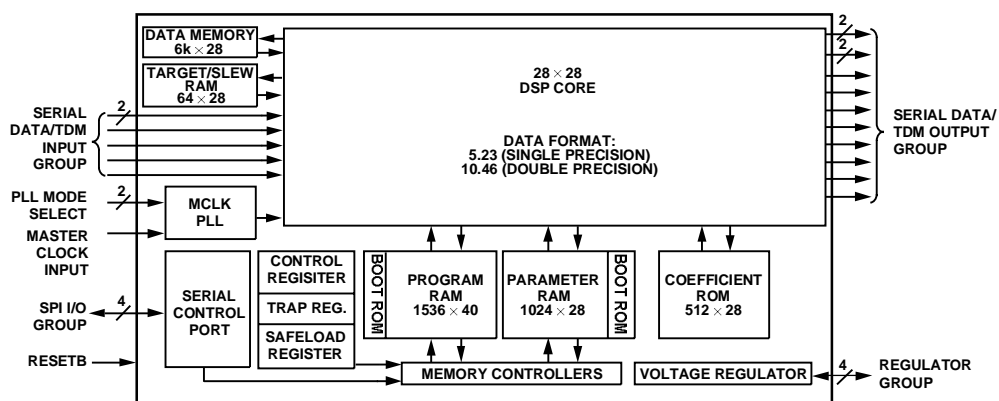 DATA MEMORY
6k × 28
TARGET/SLEW
RAM
64 × 28
28 × 28
DSP CORE
DATA FORMAT:
5.23 (SINGLE PRECISION)
10.46 (DOUBLE PRECISION)
2
2
SERIAL DATA/
TDM OUTPUT
GROUP
SERIAL
DATA/TDM
INPUT
GROUP
2
PLL MODE
SELECT
2
MASTER
CLOCK
INPUT
MCLK
PLL
SPI I/O
GROUP
4
RESETB
SERIAL
CONTROL
PORT
CONTROL
REGISITER
TRAP REG.
SAFELOAD
REGISTER
BOOT ROM
PROGRAM
RAM
1536 × 40
PARAMETER
RAM
1024 × 28
BOOT ROM
COEFFICIENT
ROM
512 × 28
MEMORY CONTROLLERS
VOLTAGE REGULATOR
4
REGULATOR
GROUP